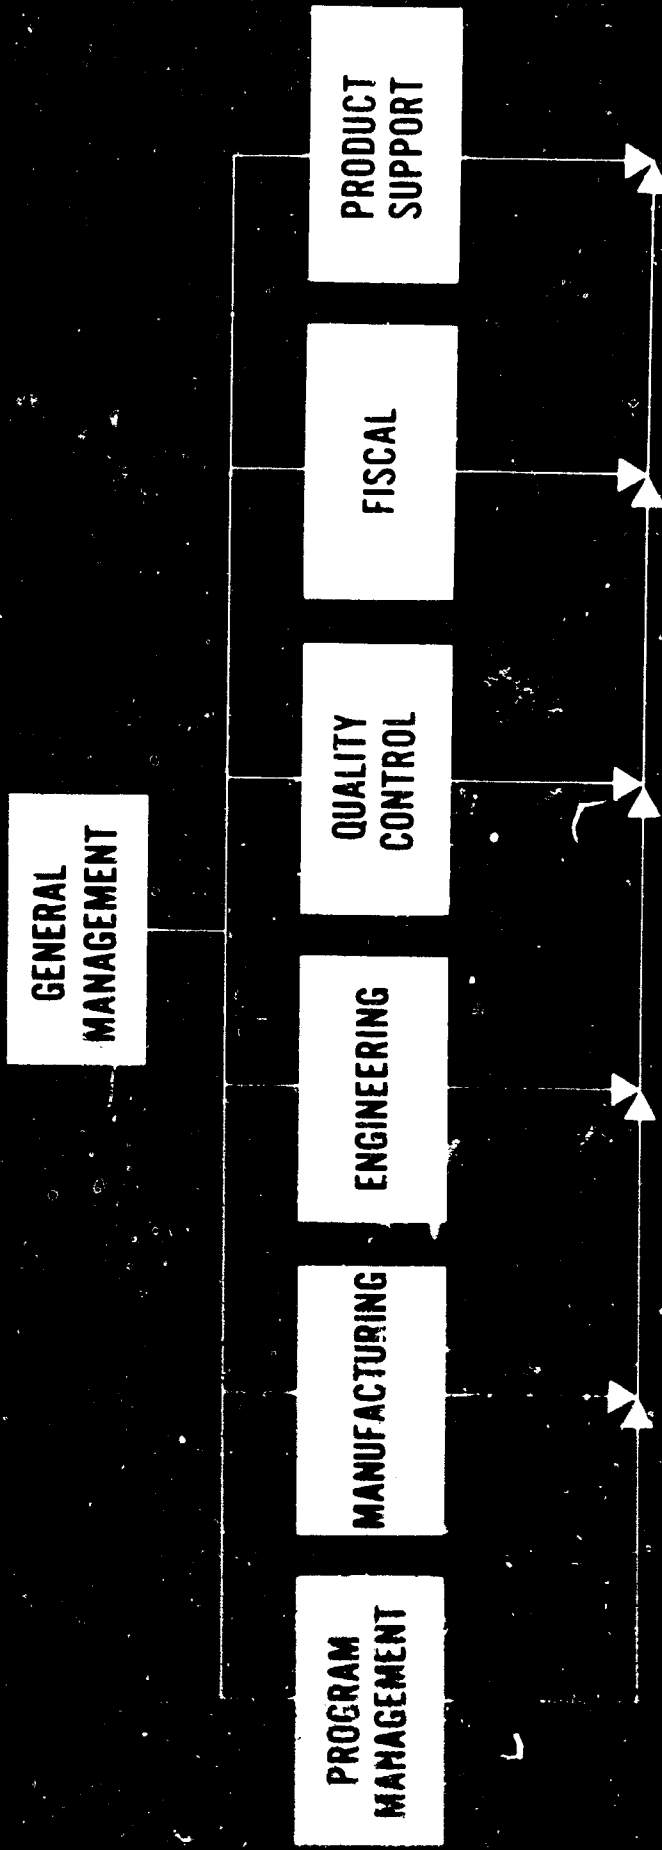 GENERAL
MANAGEMENT
PROGRAM
MANAGEMENT
MANUFACTURING
ENGINEERING
QUALITY
CONTROL
FISCAL
PRODUCT
SUPPORT